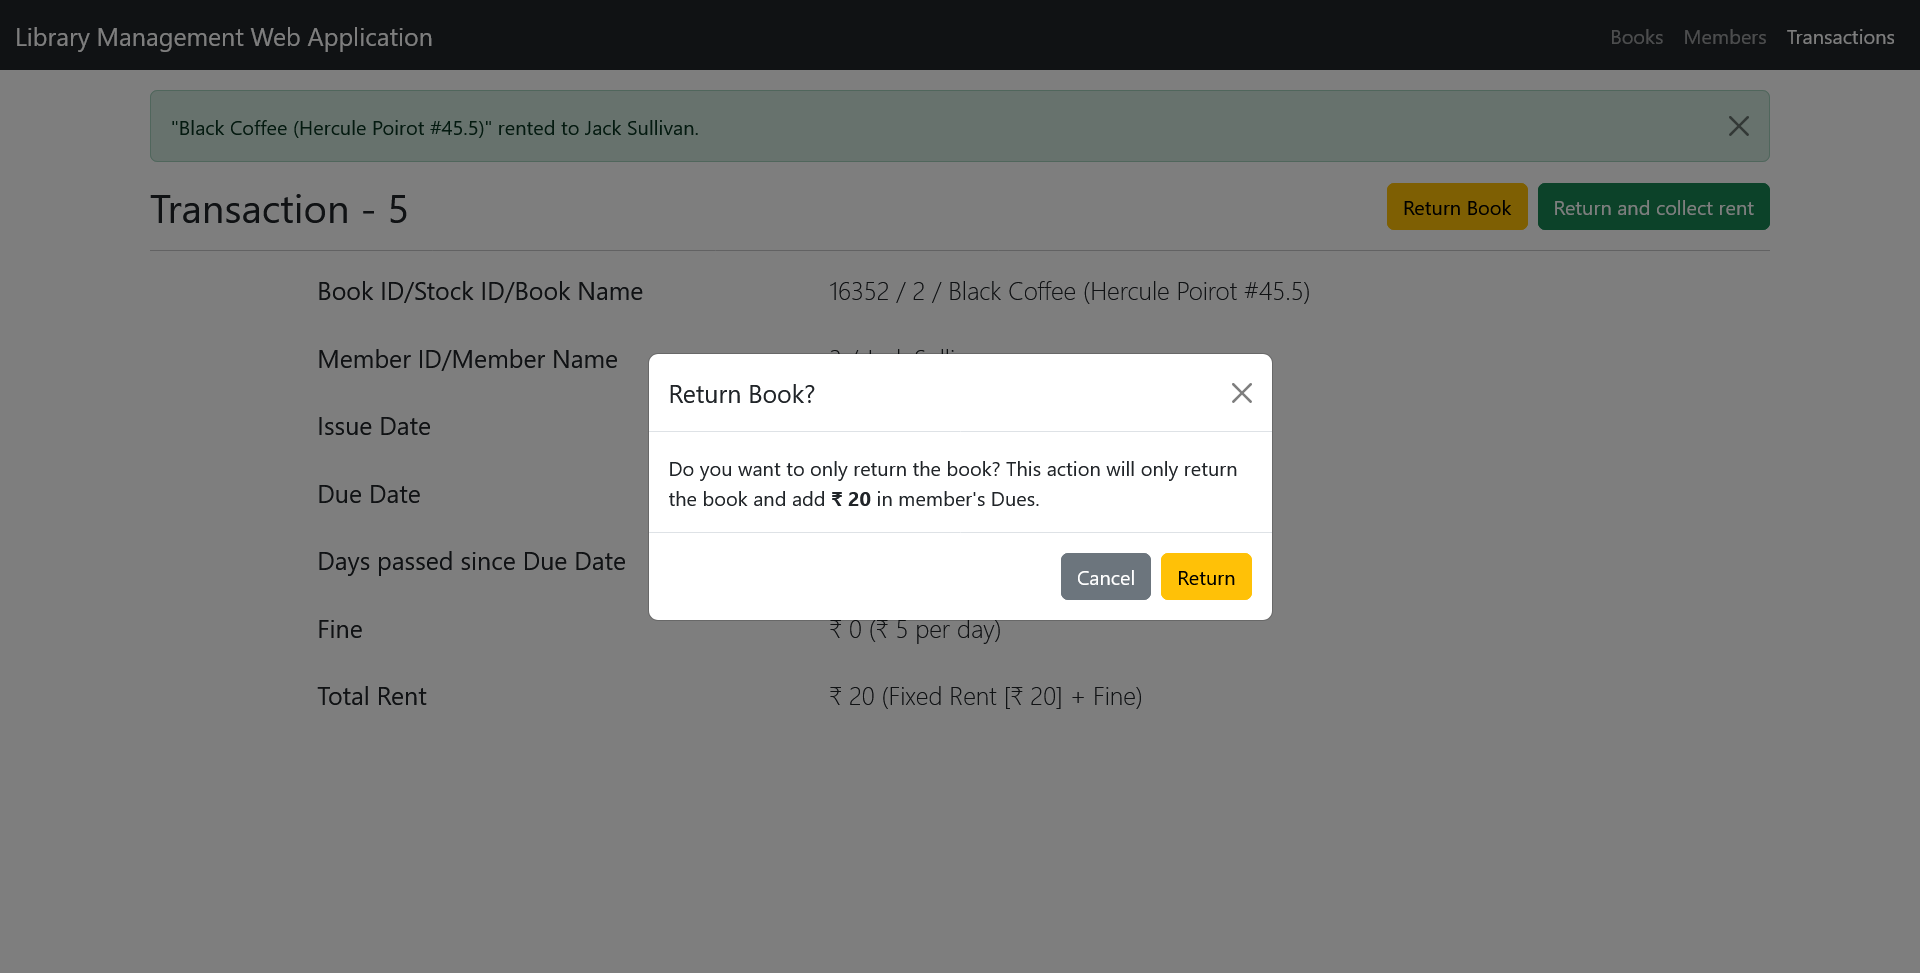 Library Management Web Application
Books Members Transactions
"Black Coffee (Hercule Poirot #45.5)" rented to Jack Sullivan.
Transaction - 5
Return Book Return and collect rent
Book ID/Stock ID/Book Name 16352 / 2 / Black Coffee (Hercule Poirot #45.5)
Member ID/Member Name
Issue Date
Due Date
Days passed since Due Date
Fine ₹ 0 (₹ 5 per day)
Total Rent ₹ 20 (Fixed Rent [₹ 20] + Fine)
Return Book?
Do you want to only return the book? This action will only return
the book and add ₹ 20 in member's Dues.
Cancel Return